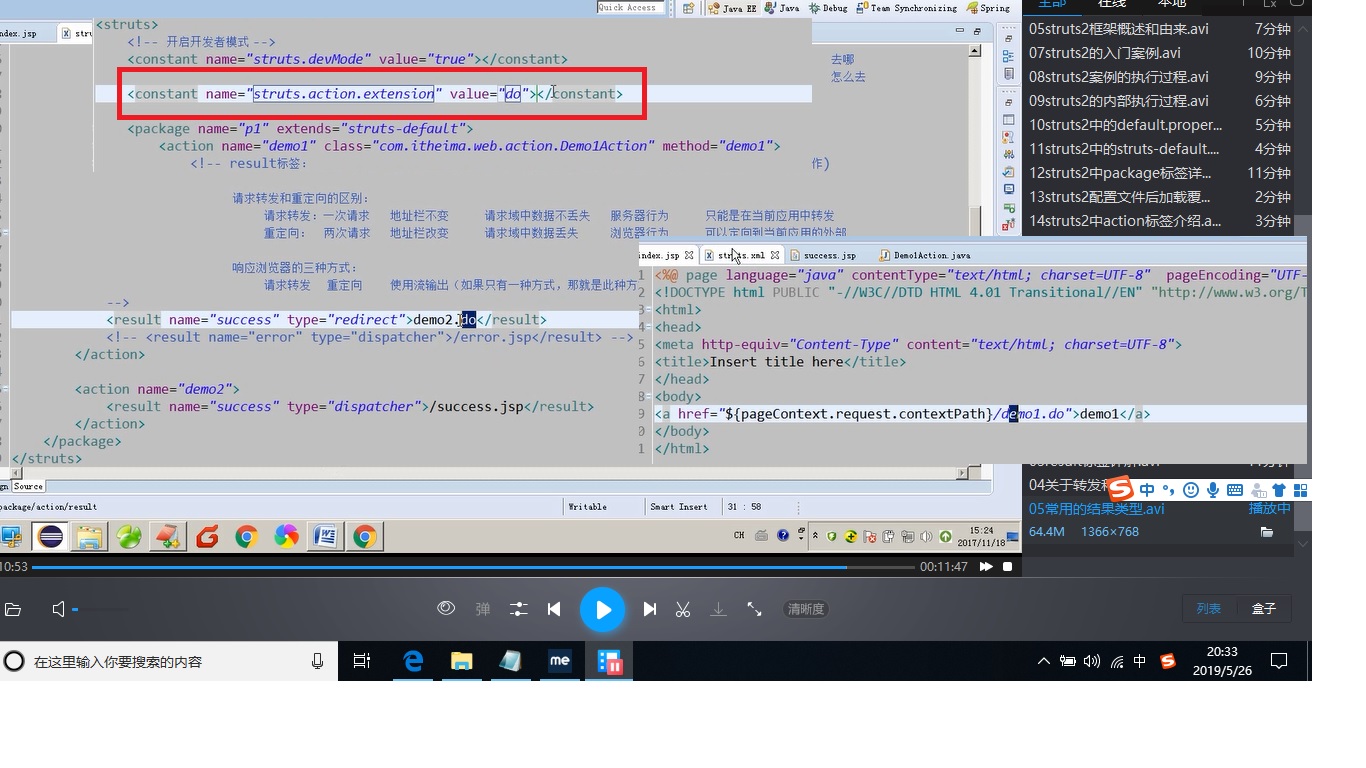 Quick Access
Java EE
Java
Debug
Team Synchronizing
Spring
全部
在线
本地
ndex.jsp
<struts>
<!-- 开启开发者模式 -->
<constant name="struts.devMode" value="true"></constant>
去哪
怎么去
<constant name="struts.action.extension" value="do"></constant>
<package name="p1" extends="struts-default">
<action name="demo1" class="com.itheima.web.action.Demo1Action" method="demo1">
<!-- result标签:
作)
请求转发和重定向的区别:
请求转发: 一次请求 地址栏不变 请求域中数据不丢失 服务器行为 只能是在当前应用中转发
重定向: 两次请求 地址栏改变 请求域中数据丢失 浏览器行为 可以定向到当前应用的外部
响应浏览器的三种方式:
请求转发 重定向 使用流输出(如果只有一种方式,那就是此种方
-->
<result name="success" type="redirect">demo2.do</result>
<!-- <result name="error" type="dispatcher">/error.jsp</result> -->
</action>
<action name="demo2">
<result name="success" type="dispatcher">/success.jsp</result>
</action>
</package>
</struts>
Source
package/action/result
Writable
Smart Insert
31 : 58
index.jsp
struts.xml
success.jsp
Demo1Action.java
1 <%@ page language="java" contentType="text/html; charset=UTF-8" pageEncoding="UTF-
2 <!DOCTYPE html PUBLIC "-//W3C//DTD HTML 4.01 Transitional//EN" "http://www.w3.org/T
3 <html>
4 <head>
5 <meta http-equiv="Content-Type" content="text/html; charset=UTF-8">
6 <title>Insert title here</title>
7 </head>
8 <body>
9 <a href="${pageContext.request.contextPath}/demo1.do">demo1</a>
0 </body>
1 </html>
05struts2框架概述和由来.avi 7分钟
07struts2的入门案例.avi 10分钟
08struts2案例的执行过程.avi 9分钟
09struts2的内部执行过程.avi 6分钟
10struts2中的default.proper... 5分钟
11struts2中的struts-default.... 4分钟
12struts2中package标签详... 11分钟
13struts2配置文件后加载覆... 2分钟
14struts2中action标签介绍.a... 3分钟
04关于转发和
中
05常用的结果类型.avi 播放中
64.4M 1366×768
CH
15:24
2017/11/18
10:53
00:11:47
弹
清晰度
列表
盒子
在这里输入你要搜索的内容
me
中
20:33
2019/5/26